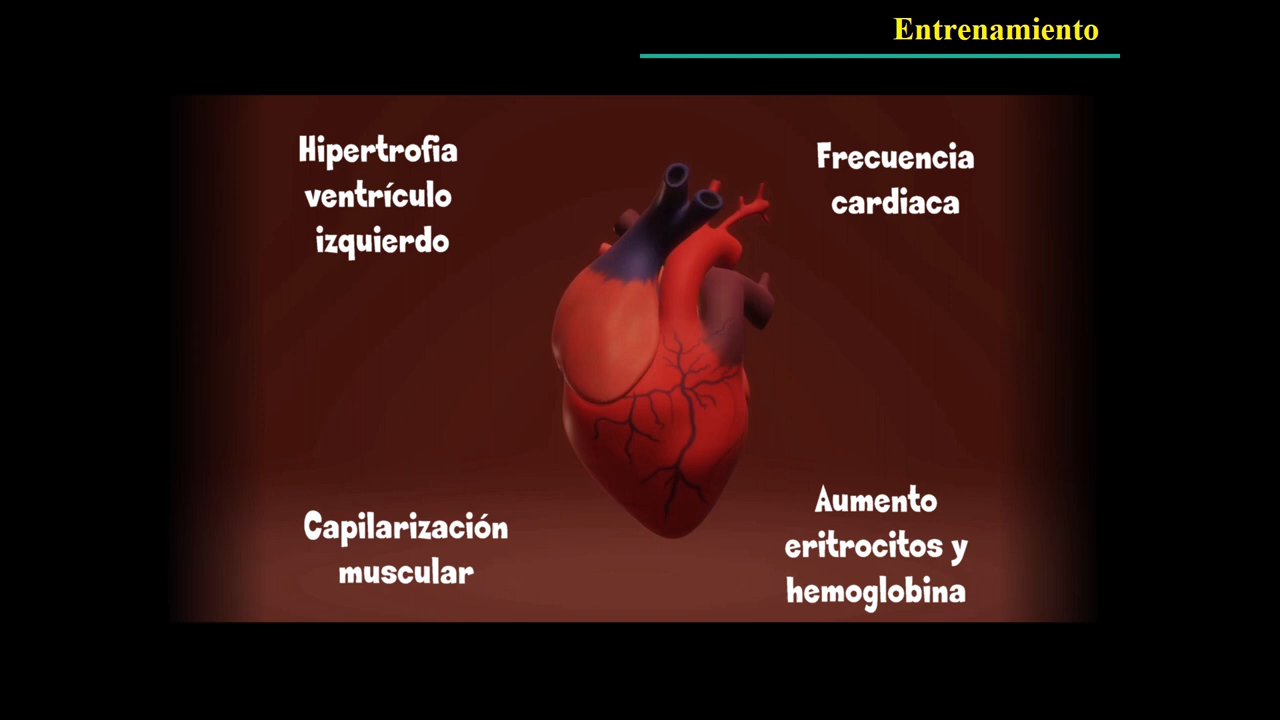 Entrenamiento
Hipertrofia
ventrículo
izquierdo
Frecuencia
cardiaca
Capilarización
muscular
Aumento
eritrocitos y
hemoglobina